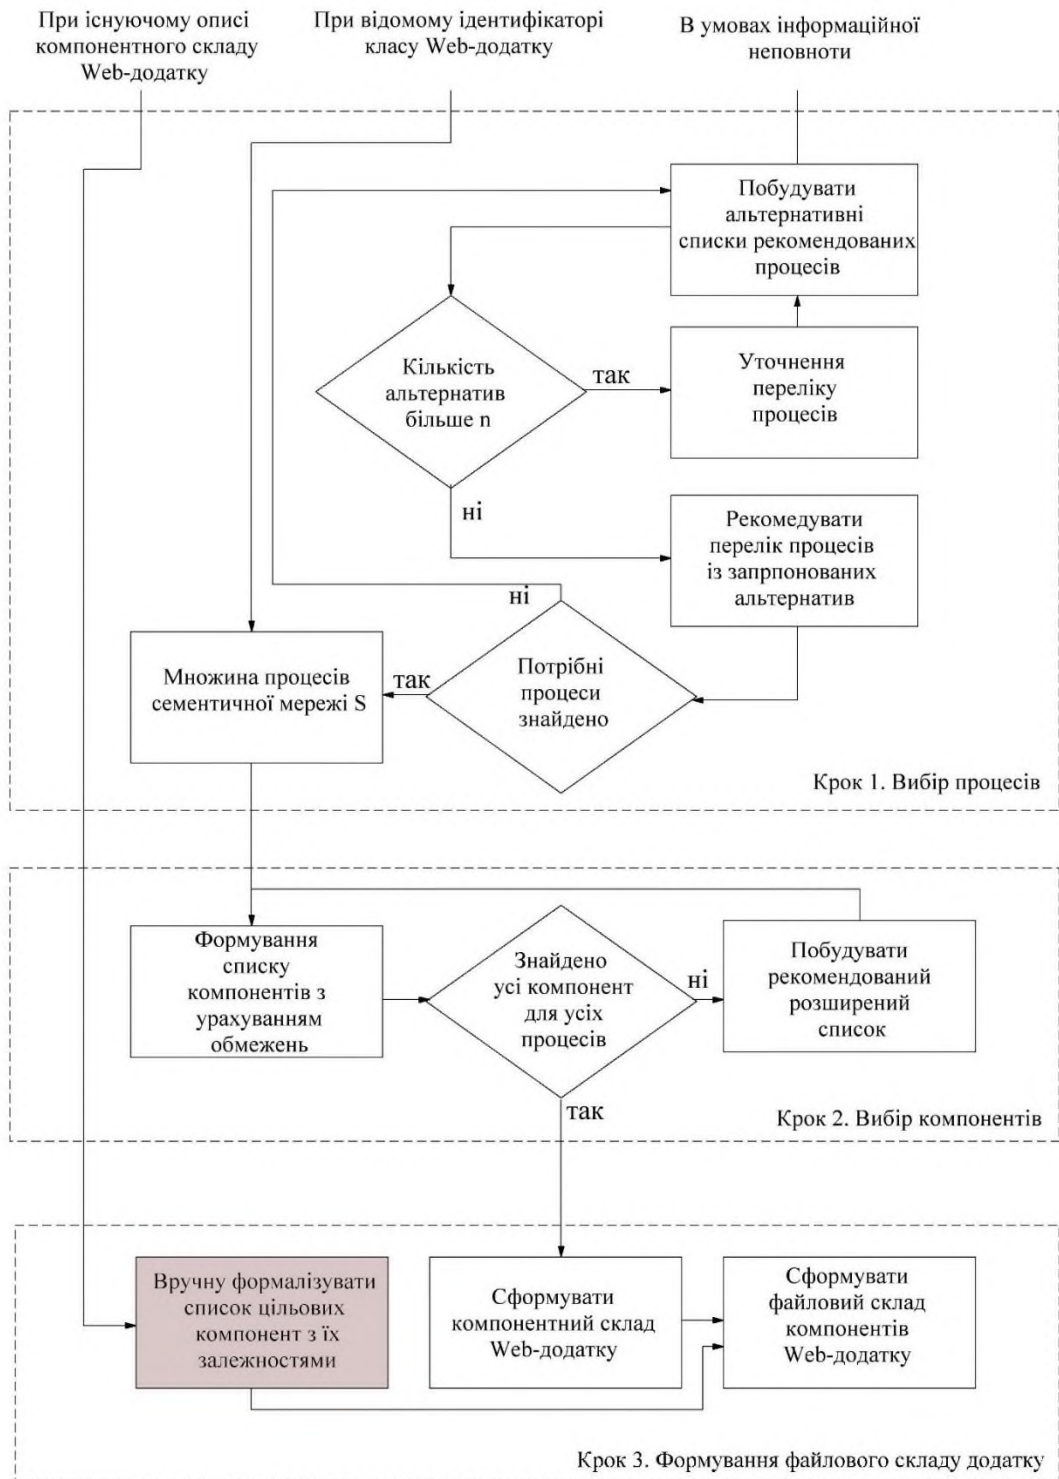 При існуючому описі
компонентного складу
Web-додатку
При відомому ідентифікаторі
класу Web-додатку
В умовах інформаційної
неповноти
Побудувати
альтернативні
списки рекомендованих
процесів
Кількість
альтернатив
більше n
так
Уточнення
переліку
процесів
ні
Рекомедувати
перелік процесів
із запрпонованих
альтернатив
ні
Множина процесів
сементичної мережі S
так
Потрібні
процеси
знайдено
Крок 1. Вибір процесів
Формування
списку
компонентів з
урахуванням
обмежень
Знайдено
усі компонент
для усіх
процесів
ні
Побудувати
рекомендований
розширений
список
так
Крок 2. Вибір компонентів
Вручну формалізувати
список цільових
компонент з їх
залежностями
Сформувати
компонентний склад
Web-додатку
Сформувати
файловий склад
компонентів
Web-додатку
Крок 3. Формування файлового складу додатку